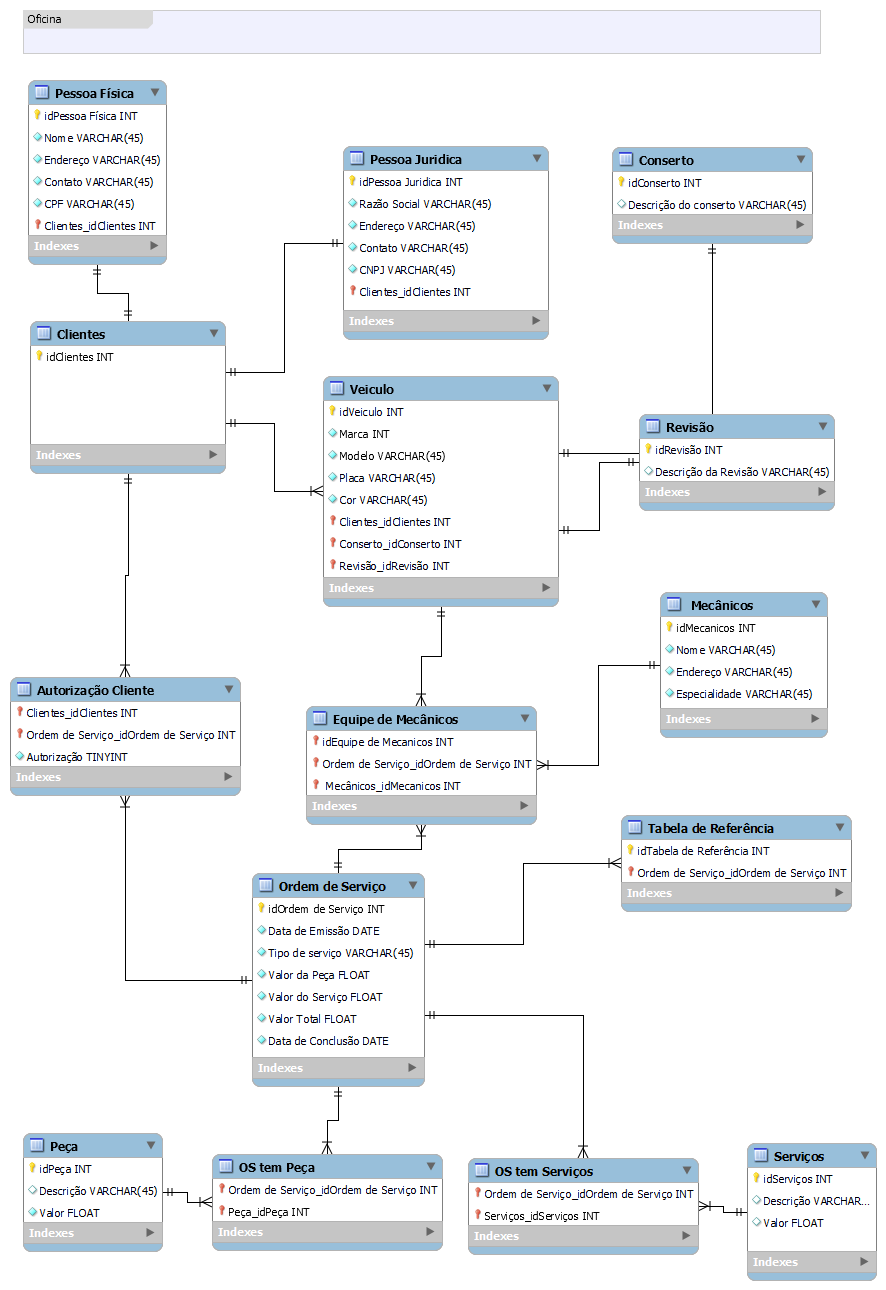 Oficina
Pessoa Física
idPessoa Física INT
Nome VARCHAR(45)
Endereço VARCHAR(45)
Contato VARCHAR(45)
CPF VARCHAR(45)
Clientes_idClientes INT
Indexes
Pessoa Juridica
idPessoa Juridica INT
Razão Social VARCHAR(45)
Endereço VARCHAR(45)
Contato VARCHAR(45)
CNPJ VARCHAR(45)
Clientes_idClientes INT
Indexes
Conserto
idConserto INT
Descrição do conserto VARCHAR(45)
Indexes
Clientes
idClientes INT
Indexes
Veiculo
idVeiculo INT
Marca INT
Modelo VARCHAR(45)
Placa VARCHAR(45)
Cor VARCHAR(45)
Clientes_idClientes INT
Conserto_idConserto INT
Revisão_idRevisão INT
Indexes
Revisão
idRevisão INT
Descrição da Revisão VARCHAR(45)
Indexes
Mecânicos
idMecanicos INT
Nome VARCHAR(45)
Endereço VARCHAR(45)
Especialidade VARCHAR(45)
Indexes
Autorização Cliente
Clientes_idClientes INT
Ordem de Serviço_idOrdem de Serviço INT
Autorização TINYINT
Indexes
Equipe de Mecânicos
idEquipe de Mecanicos INT
Ordem de Serviço_idOrdem de Serviço INT
Mecânicos_idMecanicos INT
Indexes
Tabela de Referência
idTabela de Referência INT
Ordem de Serviço_idOrdem de Serviço INT
Indexes
Ordem de Serviço
idOrdem de Serviço INT
Data de Emissão DATE
Tipo de serviço VARCHAR(45)
Valor da Peça FLOAT
Valor do Serviço FLOAT
Valor Total FLOAT
Data de Conclusão DATE
Indexes
Peça
idPeça INT
Descrição VARCHAR(45)
Valor FLOAT
Indexes
OS tem Peça
Ordem de Serviço_idOrdem de Serviço INT
Peça_idPeça INT
Indexes
OS tem Serviços
Ordem de Serviço_idOrdem de Serviço INT
Serviços_idServiços INT
Indexes
Serviços
idServiços INT
Descrição VARCHAR...
Valor FLOAT
Indexes